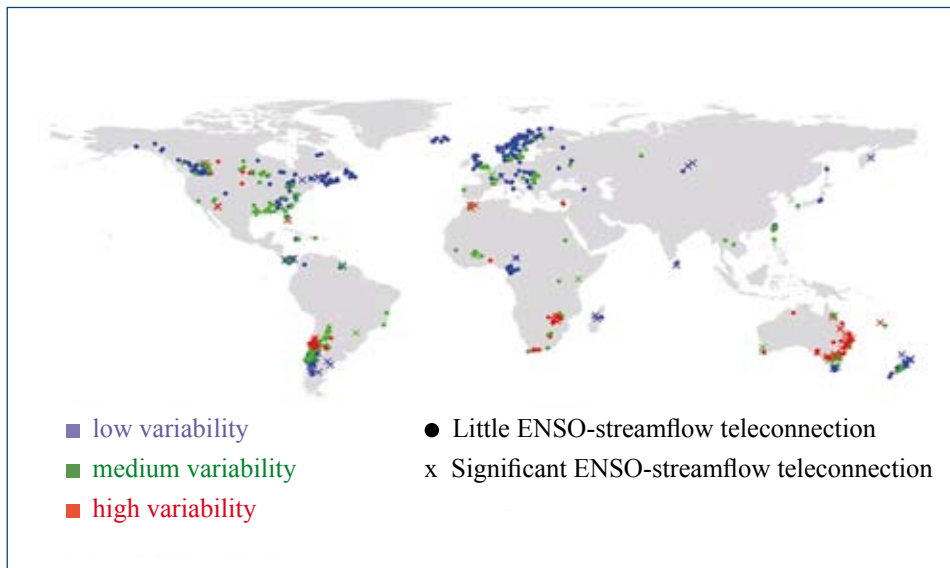 low variability
medium variability
high variability
Little ENSO-streamflow teleconnection
x Significant ENSO-streamflow teleconnection